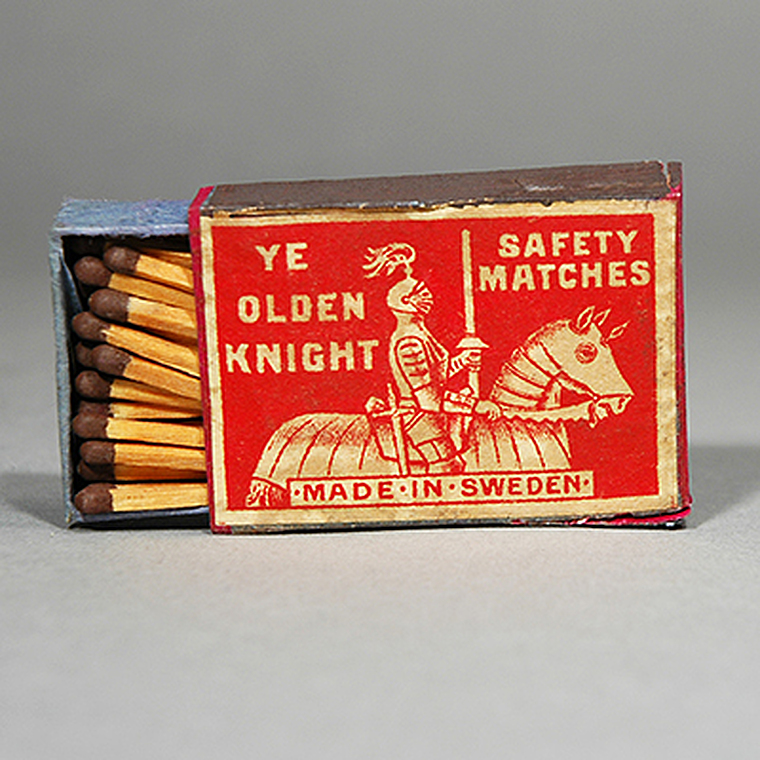 YE
OLDEN
KNIGHT
SAFETY
MATCHES
·MADE·IN·SWEDEN·